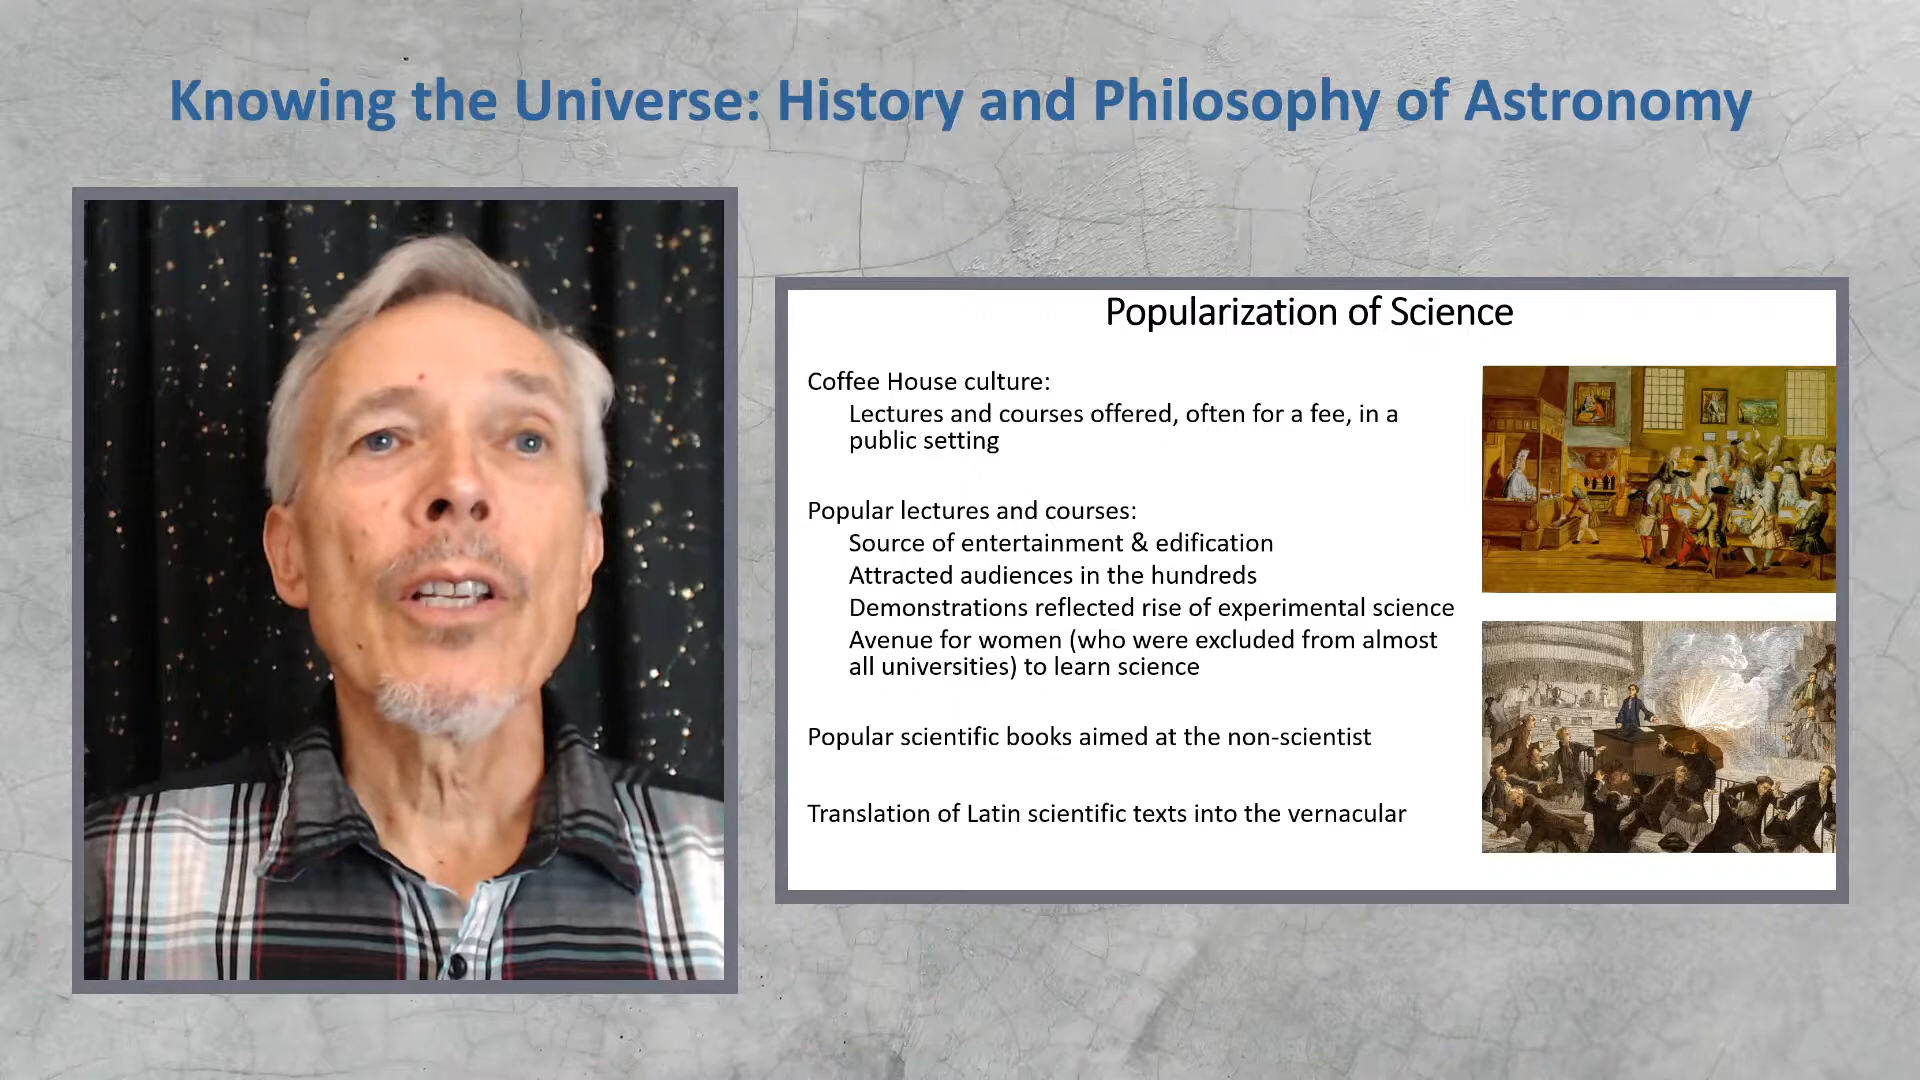 Knowing the Universe: History and Philosophy of Astronomy
Popularization of Science
Coffee House culture:
Lectures and courses offered, often for a fee, in a
public setting
Popular lectures and courses:
Source of entertainment & edification
Attracted audiences in the hundreds
Demonstrations reflected rise of experimental science
Avenue for women (who were excluded from almost
all universities) to learn science
Popular scientific books aimed at the non-scientist
Translation of Latin scientific texts into the vernacular